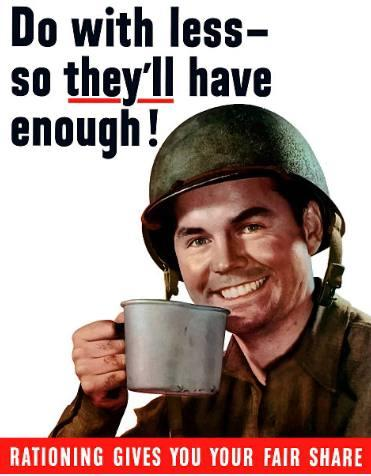 Do with less–
so they'll have
enough!
RATIONING GIVES YOU YOUR FAIR SHARE